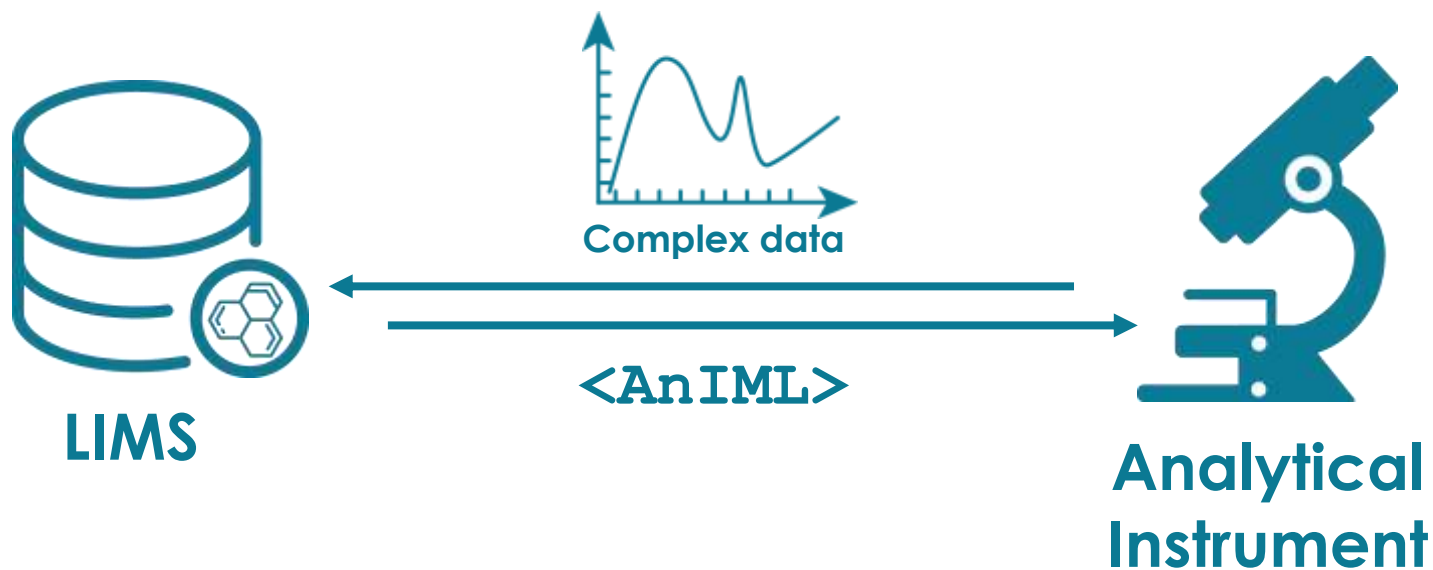 Complex data
<AnIML>
LIMS
Analytical
Instrument